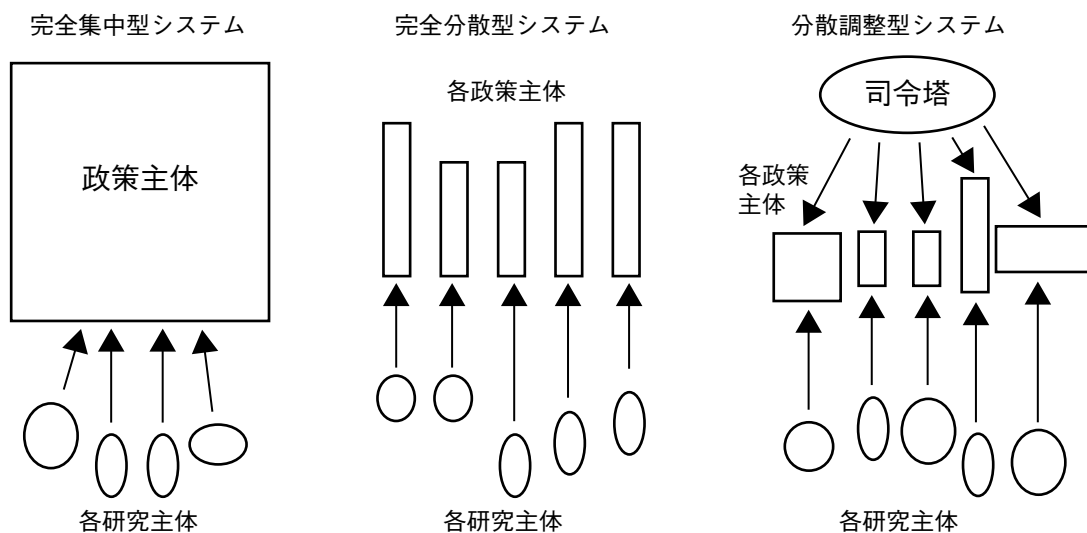 完全集中型システム
完全分散型システム
分散調整型システム
政策主体
各政策主体
司令塔
各政策
主体
各研究主体
各研究主体
各研究主体